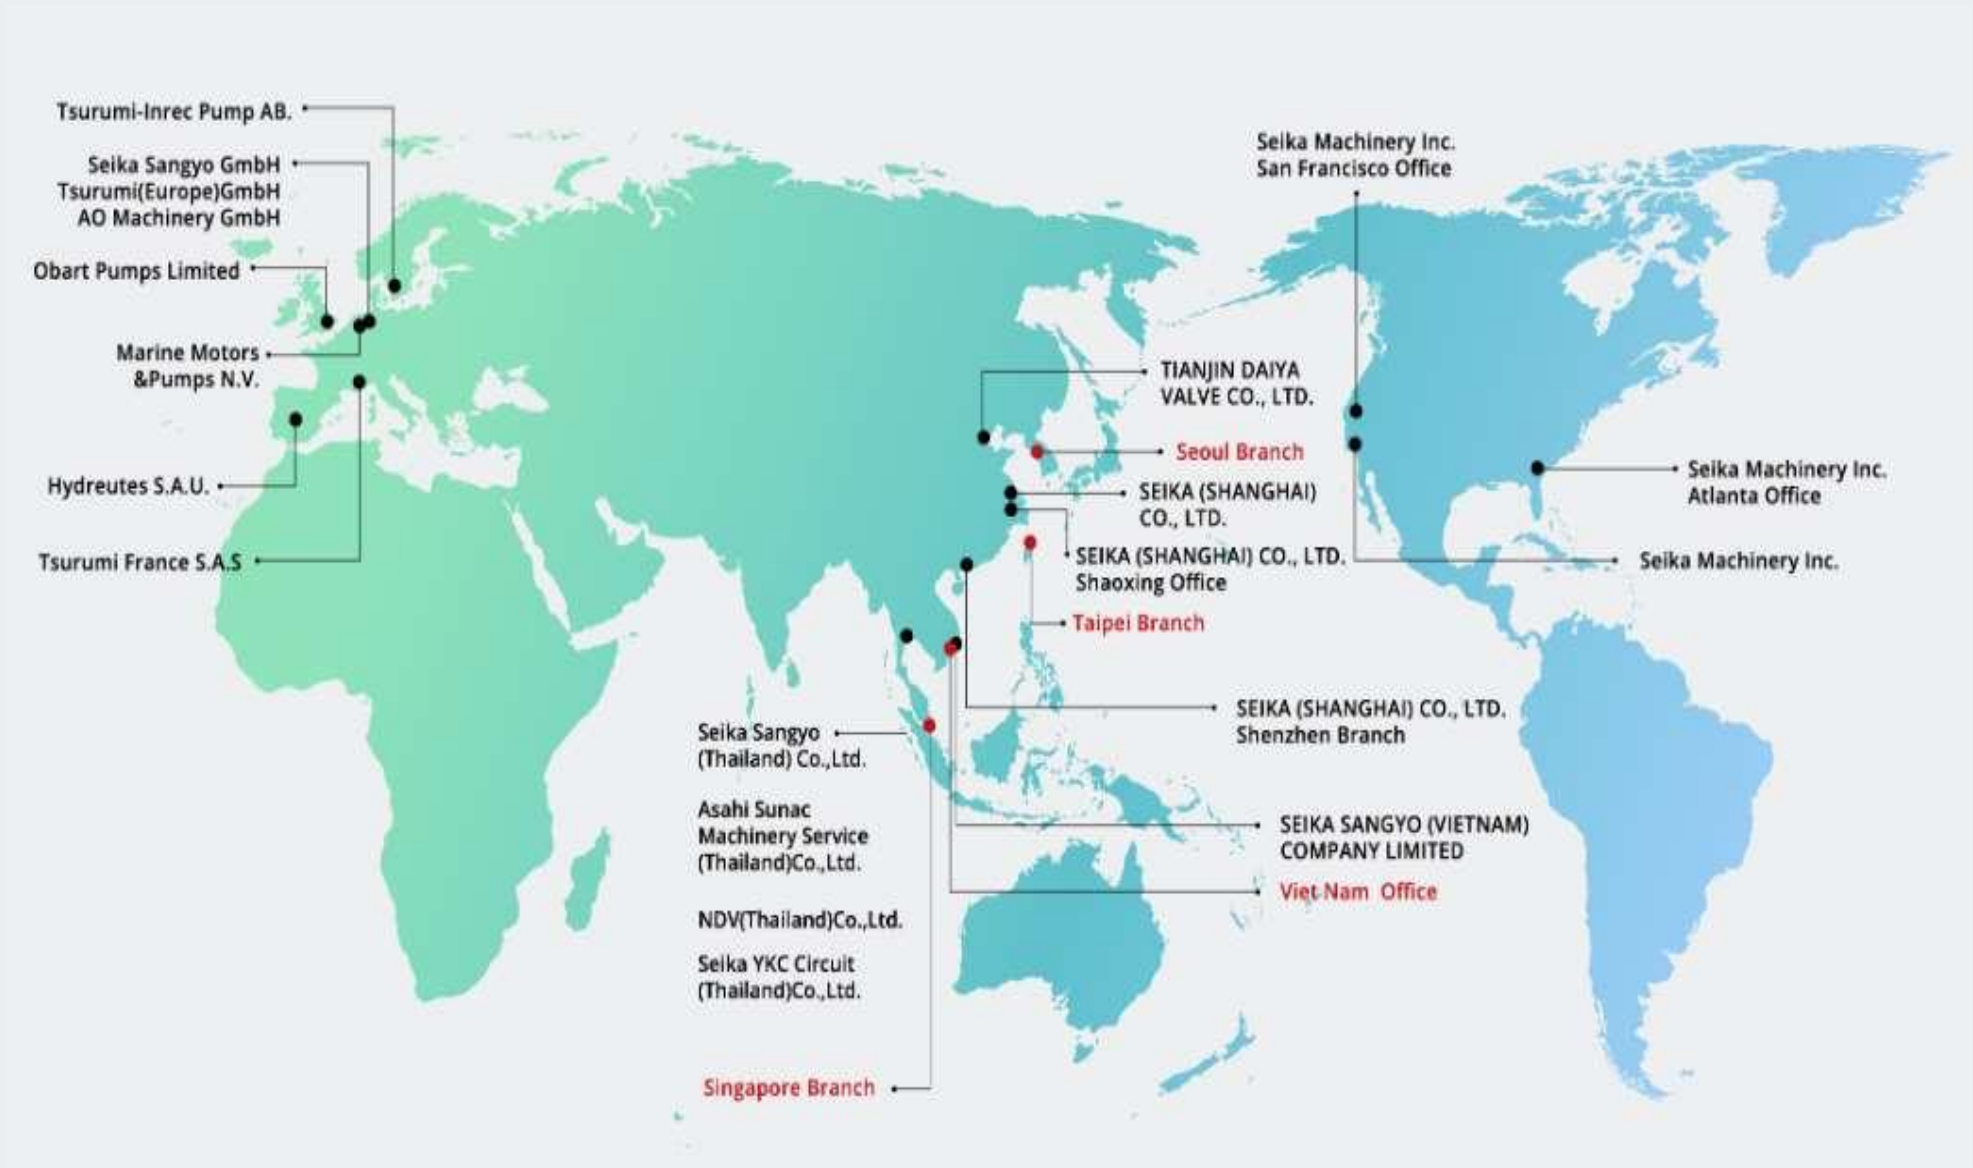 Tsurumi-Inrec Pump AB.
Seika Sangyo GmbH
Tsurumi(Europe)GmbH
AO Machinery GmbH
Obart Pumps Limited
Marine Motors
&Pumps N.V.
Hydreutes S.A.U.
Tsurumi France S.A.S
Seika Sangyo
(Thailand) Co.,Ltd.
Asahi Sunac
Machinery Service
(Thailand)Co.,Ltd.
NDV(Thailand)Co.,Ltd.
Seika YKC Circuit
(Thailand)Co.,Ltd.
Singapore Branch
TIANJIN DAIYA
VALVE CO., LTD.
Seoul Branch
SEIKA (SHANGHAI)
CO., LTD.
SEIKA (SHANGHAI) CO., LTD.
Shaoxing Office
Taipei Branch
SEIKA (SHANGHAI) CO., LTD.
Shenzhen Branch
SEIKA SANGYO (VIETNAM)
COMPANY LIMITED
Viet Nam Office
Seika Machinery Inc.
San Francisco Office
Seika Machinery Inc.
Atlanta Office
Seika Machinery Inc.